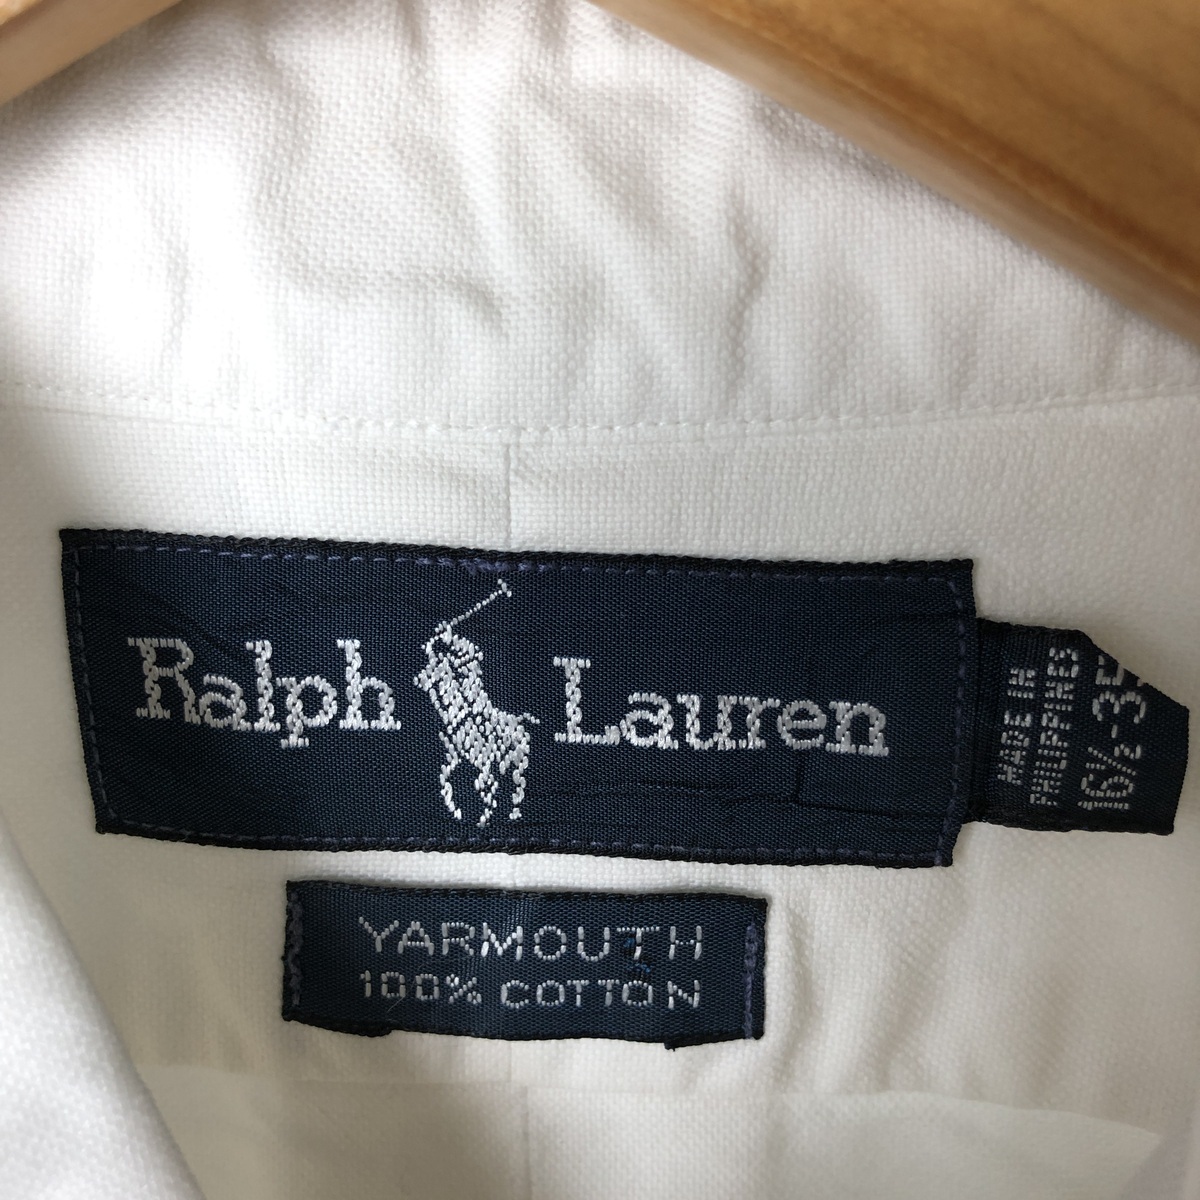 Ralph Lauren
MADE IN
PHILIPPINES
16½-35
YARMOUTH
100% COTTON